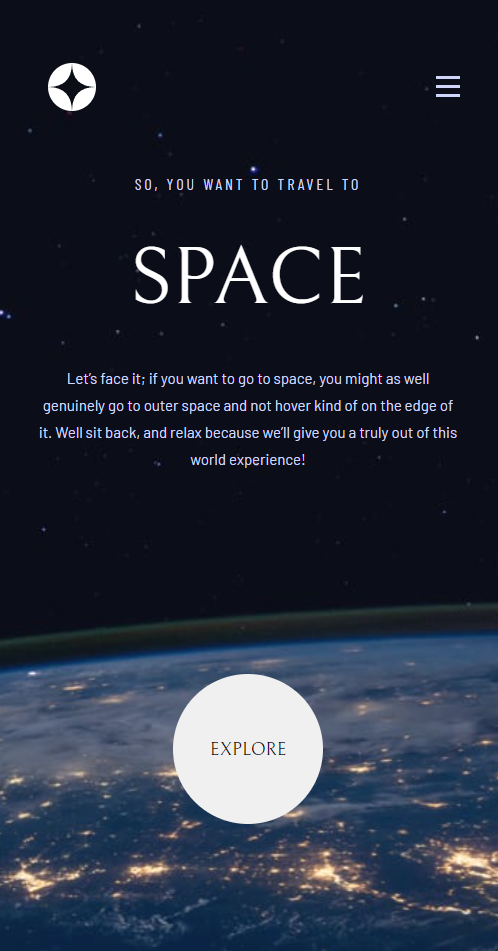 SO, YOU WANT TO TRAVEL TO
SPACE
Let’s face it; if you want to go to space, you might as well
genuinely go to outer space and not hover kind of on the edge of
it. Well sit back, and relax because we’ll give you a truly out of this
world experience!
EXPLORE